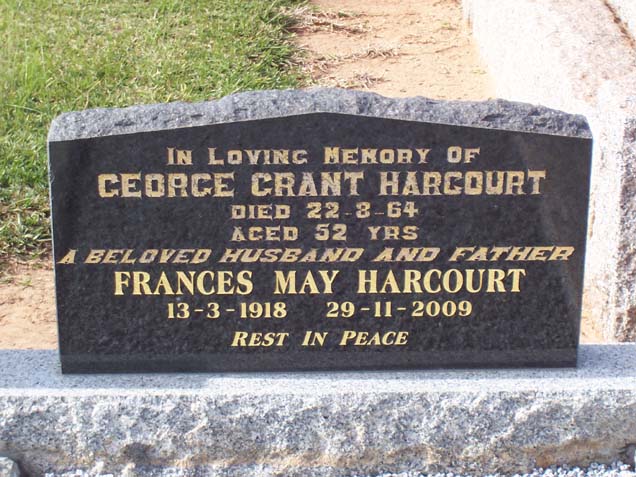 In Loving Memory Of
GEORGE GRANT HARCOURT
DIED 22-8-64
AGED 52 YRS
A BELOVED HUSBAND AND FATHER
FRANCES MAY HARCOURT
13-3-1918 29-11-2009
REST IN PEACE